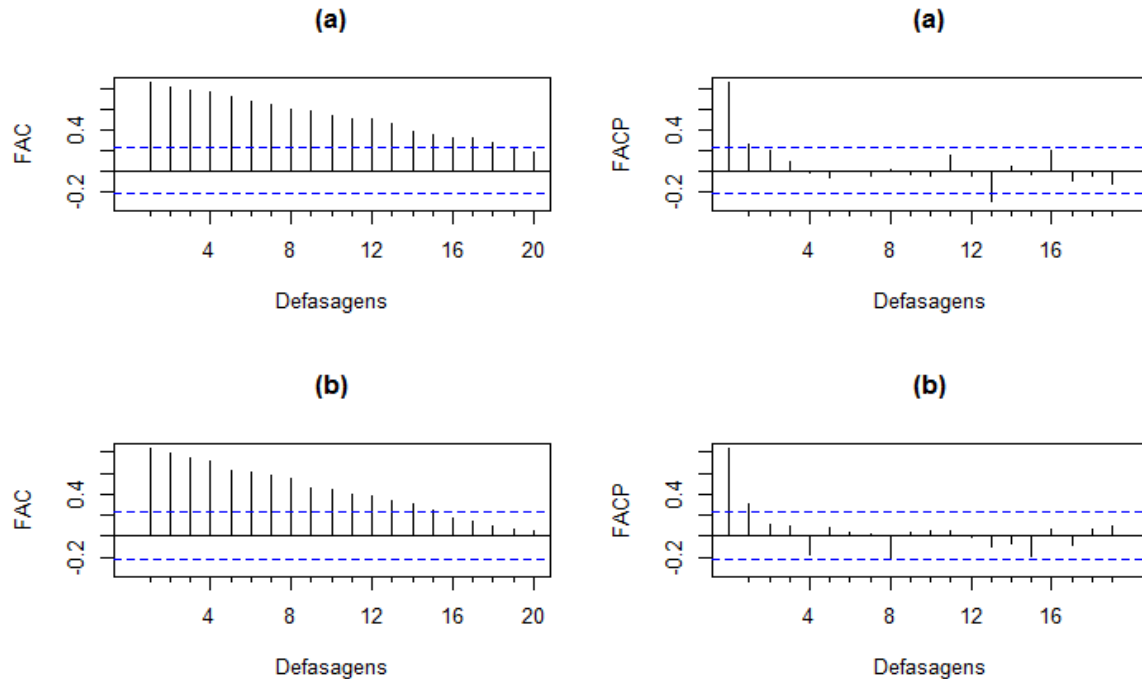 (a)
FAC
0.4
-0.2
4 8 12 16 20
Defasagens
(a)
FACP
0.4
-0.2
4 8 12 16
Defasagens
(b)
FAC
0.4
-0.2
4 8 12 16 20
Defasagens
(b)
FACP
0.4
-0.2
4 8 12 16
Defasagens